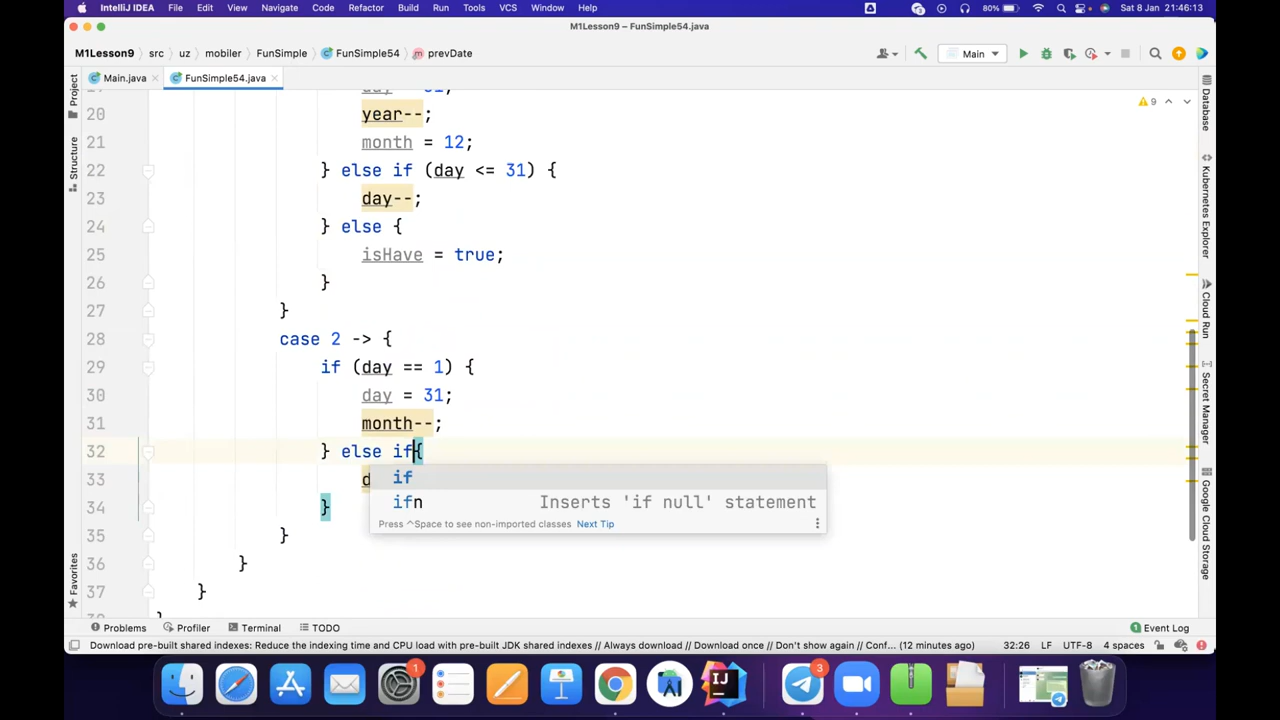 IntelliJ IDEA File Edit View Navigate Code Refactor Build Run Tools VCS Window Help 80% Sat 8 Jan 21:46:13
M1Lesson9 – FunSimple54.java
M1Lesson9 src uz mobiler FunSimple FunSimple54 prevDate Main
Main.java FunSimple54.java
Project
Structure
Favorites
9
20 year--;
21 month = 12;
22 } else if (day <= 31) {
23 day--;
24 } else {
25 isHave = true;
26 }
27 }
28 case 2 -> {
29 if (day == 1) {
30 day = 31;
31 month--;
32 } else if{
33 d
34 }
35 }
36 }
37 }
if
ifn Inserts 'if null' statement
Press ^Space to see non-imported classes Next Tip
Database
Kubernetes Explorer
Cloud Run
Secret Manager
Google Cloud Storage
Problems Profiler Terminal TODO 1 Event Log
Download pre-built shared indexes: Reduce the indexing time and CPU load with pre-built JDK shared indexes // Always download // Download once // Don't show again // Conf... (12 minutes ago) 32:26 LF UTF-8 4 spaces
1
3